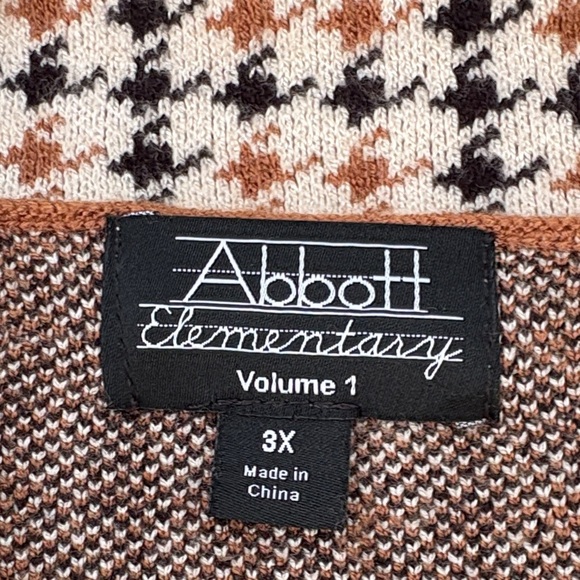 Abbott
Elementary
Volume 1
3X
Made in
China